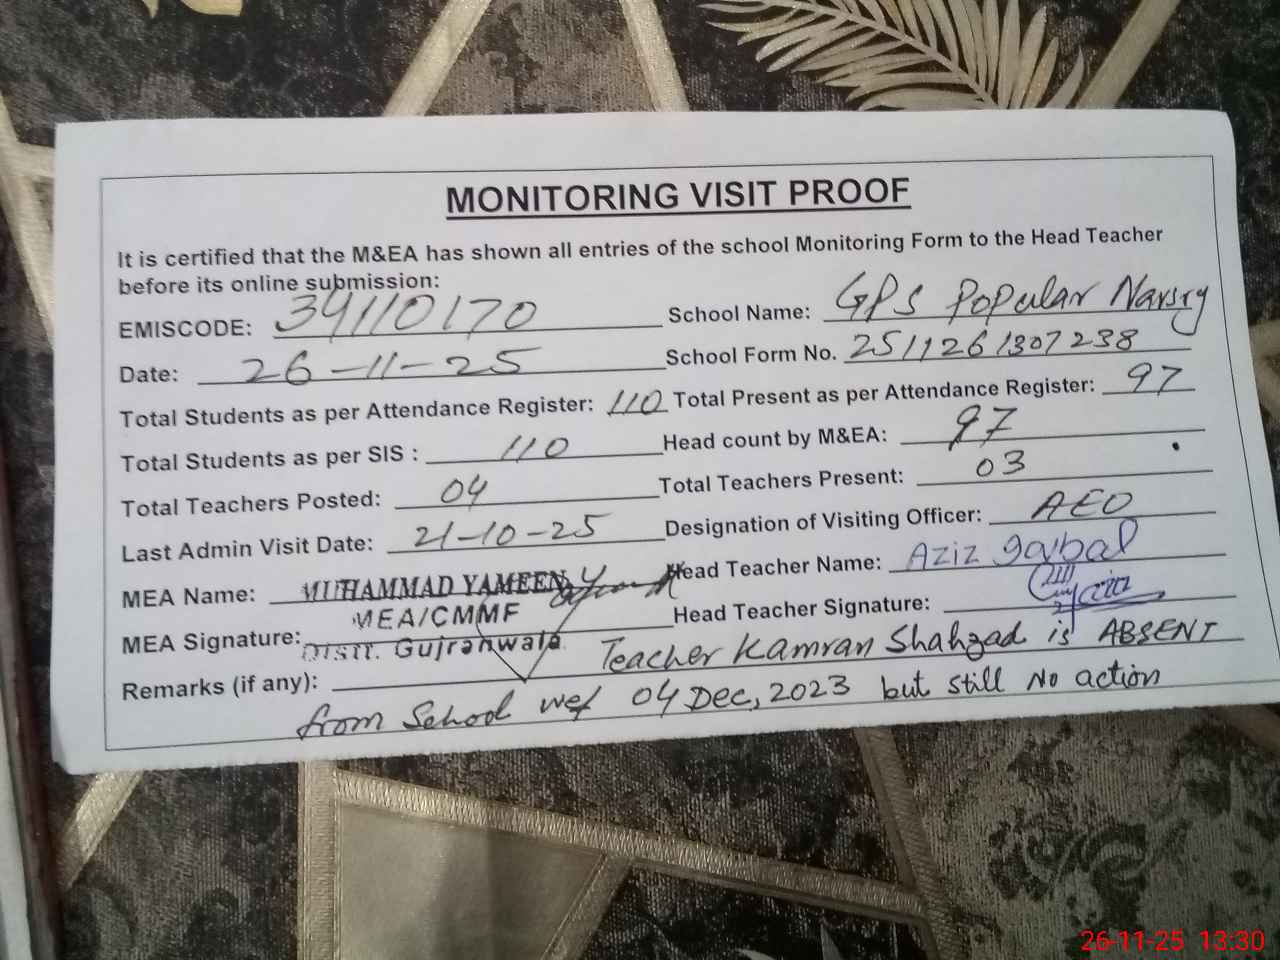 MONITORING VISIT PROOF
It is certified that the M&EA has shown all entries of the school Monitoring Form to the Head Teacher
before its online submission:
EMISCODE: 34110170 School Name: GPS Popular Narsry
Date: 26-11-25 School Form No. 2511261307238
Total Students as per Attendance Register: 110 Total Present as per Attendance Register: 97
Total Students as per SIS : 110 Head count by M&EA: 97
Total Teachers Posted: 04 Total Teachers Present: 03
Last Admin Visit Date: 21-10-25 Designation of Visiting Officer: AEO
MEA Name: MUHAMMAD YAMEEN Head Teacher Name: Aziz Iqbal
MEA/CMMF
MEA Signature: Distt. Gujranwala Head Teacher Signature:
Remarks (if any): Teacher Kamran Shahzad is ABSENT
from School wef 04 Dec, 2023 but still No action
26-11-25 13:30